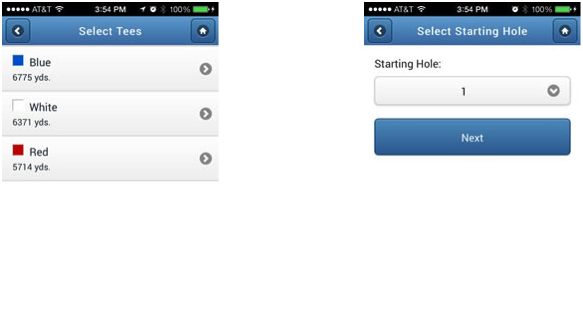 AT&T 3:54 PM 100%
Select Tees
Blue
6775 yds.
White
6371 yds.
Red
5714 yds.
AT&T 3:54 PM 100%
Select Starting Hole
Starting Hole:
1
Next